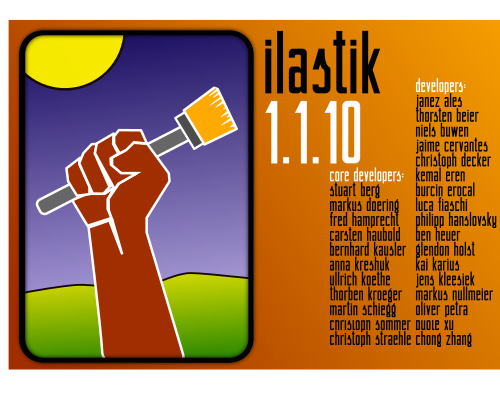 ilastik
1.1.10
core developers:
stuart berg
markus doering
fred hamprecht
carsten haubold
bernhard kausler
anna kreshuk
ullrich koethe
thorben kroeger
martin schiegg
christoph sommer
christoph straehle
developers:
janez ales
thorsten beier
niels buwen
jaime cervantes
christoph decker
kemal eren
burcin erocal
luca fiaschi
philipp hanslovsky
ben heuer
glendon holst
kai karius
jens kleesiek
markus nullmeier
oliver petra
buote xu
chong zhang